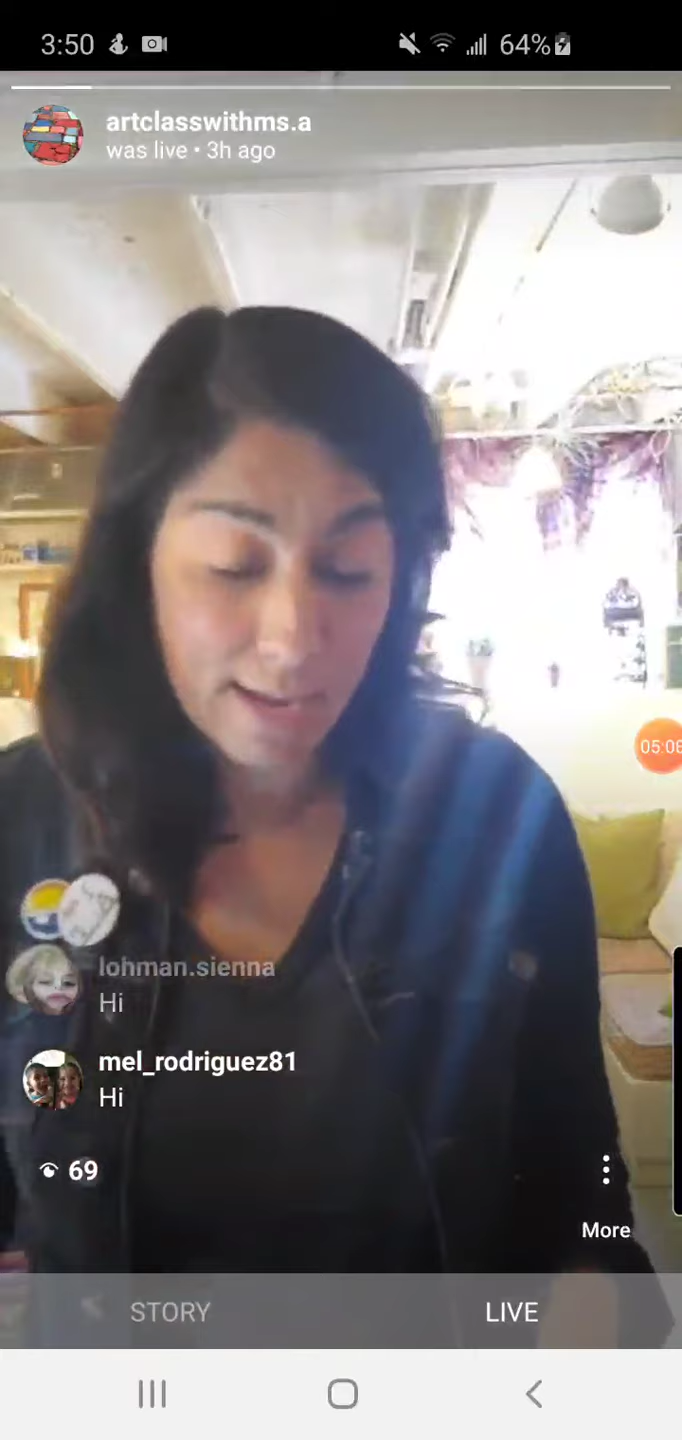 3:50
64%
artclasswithms.a
was live • 3h ago
05:08
lohman.sienna
Hi
mel_rodriguez81
Hi
69
More
STORY
LIVE